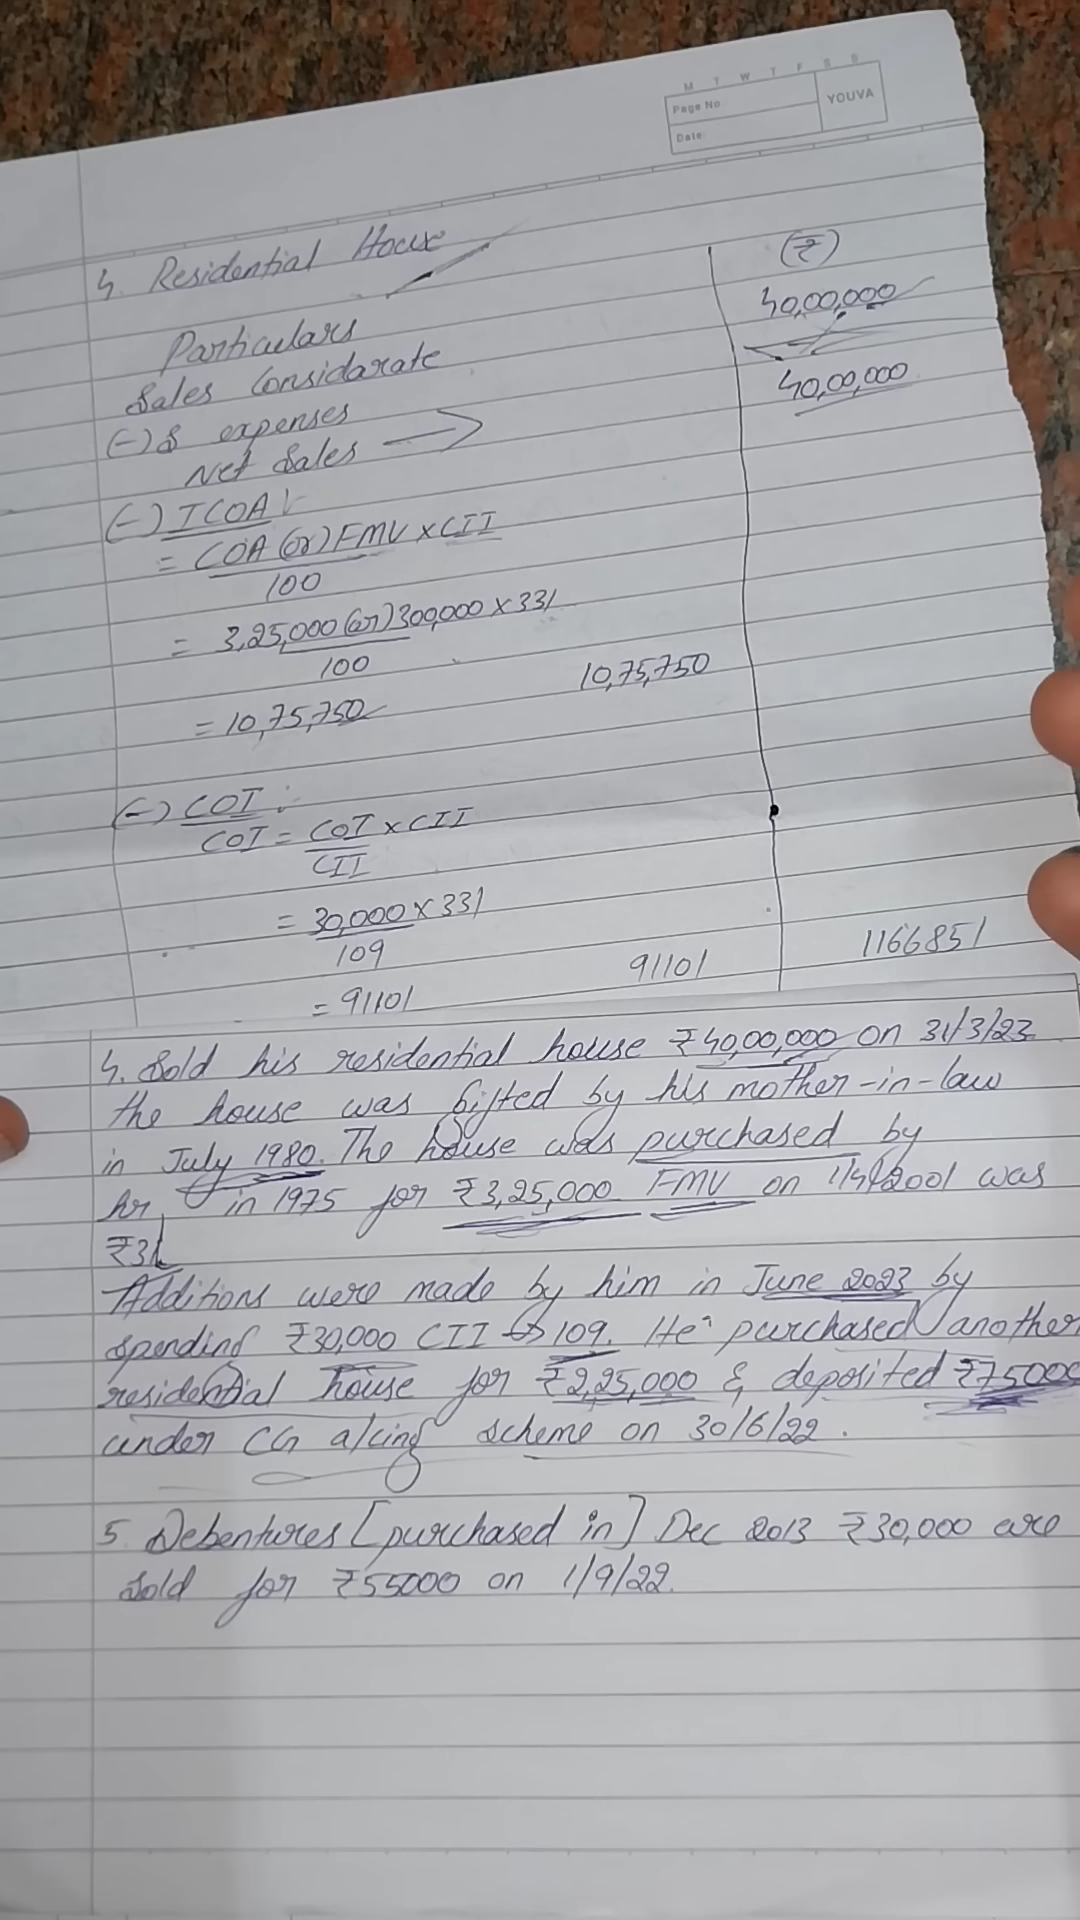 M T W T F S S
Page No
YOUVA
Date:
4. Residential House
(₹)
Particulars
Sales Considarate
40,00,000
(-) S expenses
Net Sales →
40,00,000
(-) ICOA:
= COA (or) FMV x CII
100
= 3,25,000 (or) 300,000 x 331
100
= 10,75,750
10,75,750
(-) COI:
COI = COI x CII
CII
= 30,000 x 331
109
= 91101
91101
1166851
4. Sold his residential house ₹40,00,000 on 31/3/23
the house was gifted by his mother-in-law
in July 1980. The house was purchased by
hr in 1975 for ₹3,25,000 FMV on 1/4/2001 was
₹3L
Additions were made by him in June 2023 by
spending ₹30,000 CII → 109. He purchased another
residential house for ₹2,25,000 & deposited ₹75000
under CG a/cing scheme on 30/6/22.
5. Debentures [purchased in] Dec 2013 ₹30,000 are
sold for ₹55000 on 1/9/22.